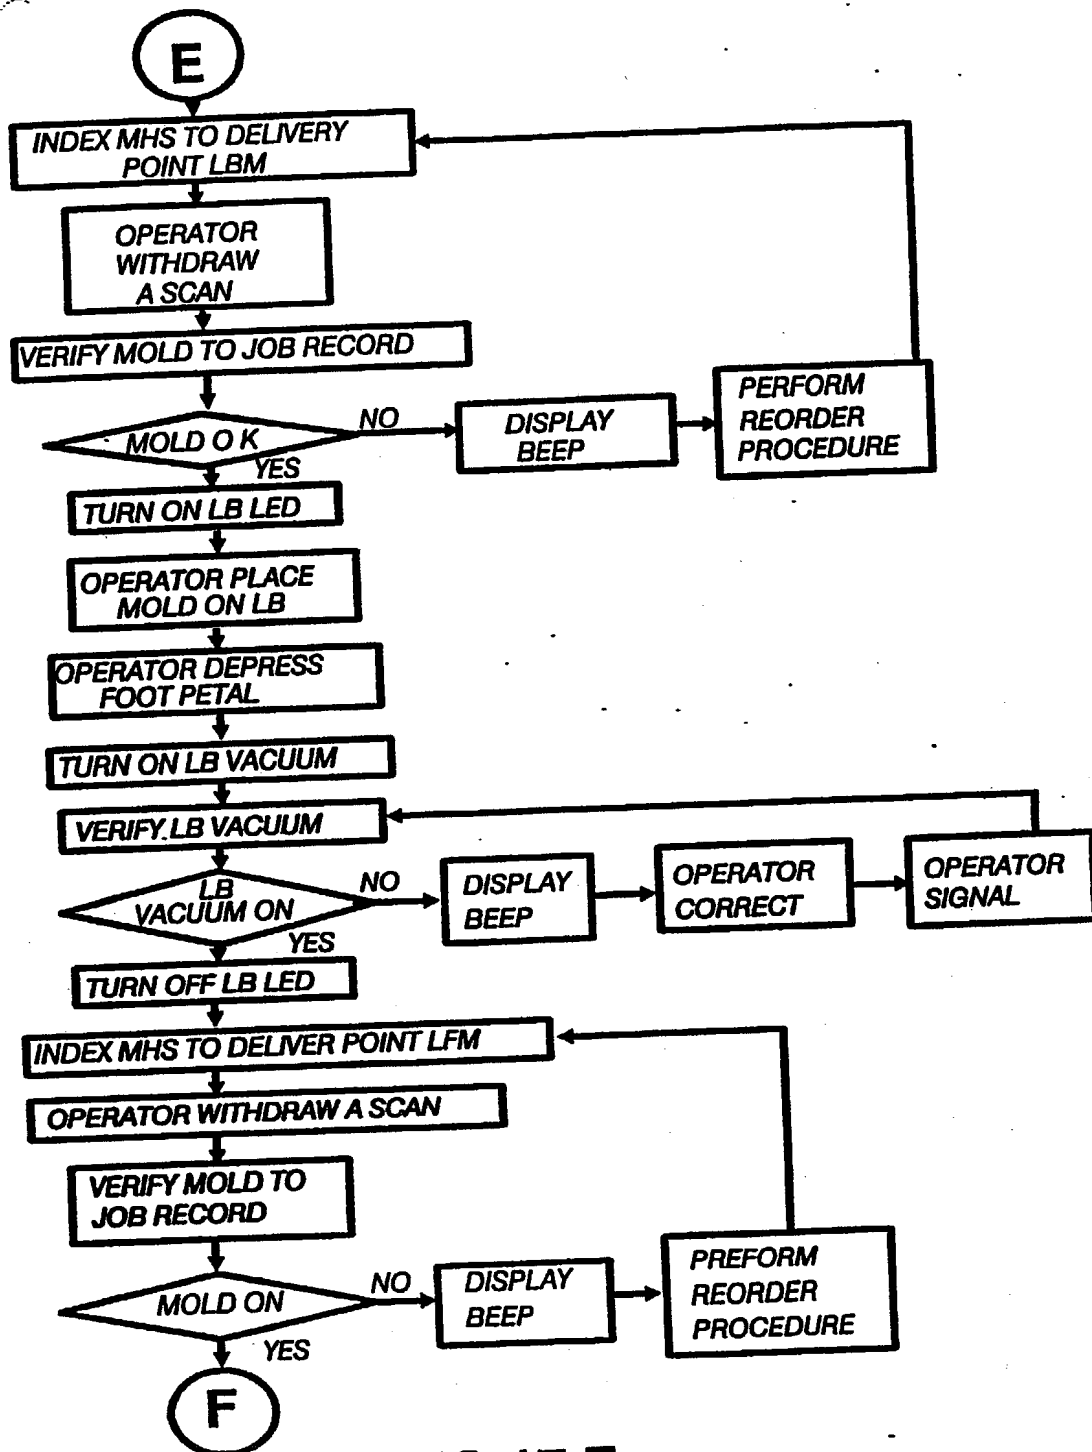 E
INDEX MHS TO DELIVERY
POINT LBM
OPERATOR
WITHDRAW
A SCAN
VERIFY MOLD TO JOB RECORD
MOLD O K
NO
YES
DISPLAY
BEEP
PERFORM
REORDER
PROCEDURE
TURN ON LB LED
OPERATOR PLACE
MOLD ON LB
OPERATOR DEPRESS
FOOT PETAL
TURN ON LB VACUUM
VERIFY LB VACUUM
LB
VACUUM ON
NO
YES
DISPLAY
BEEP
OPERATOR
CORRECT
OPERATOR
SIGNAL
TURN OFF LB LED
INDEX MHS TO DELIVER POINT LFM
OPERATOR WITHDRAW A SCAN
VERIFY MOLD TO
JOB RECORD
MOLD ON
NO
YES
DISPLAY
BEEP
PREFORM
REORDER
PROCEDURE
F